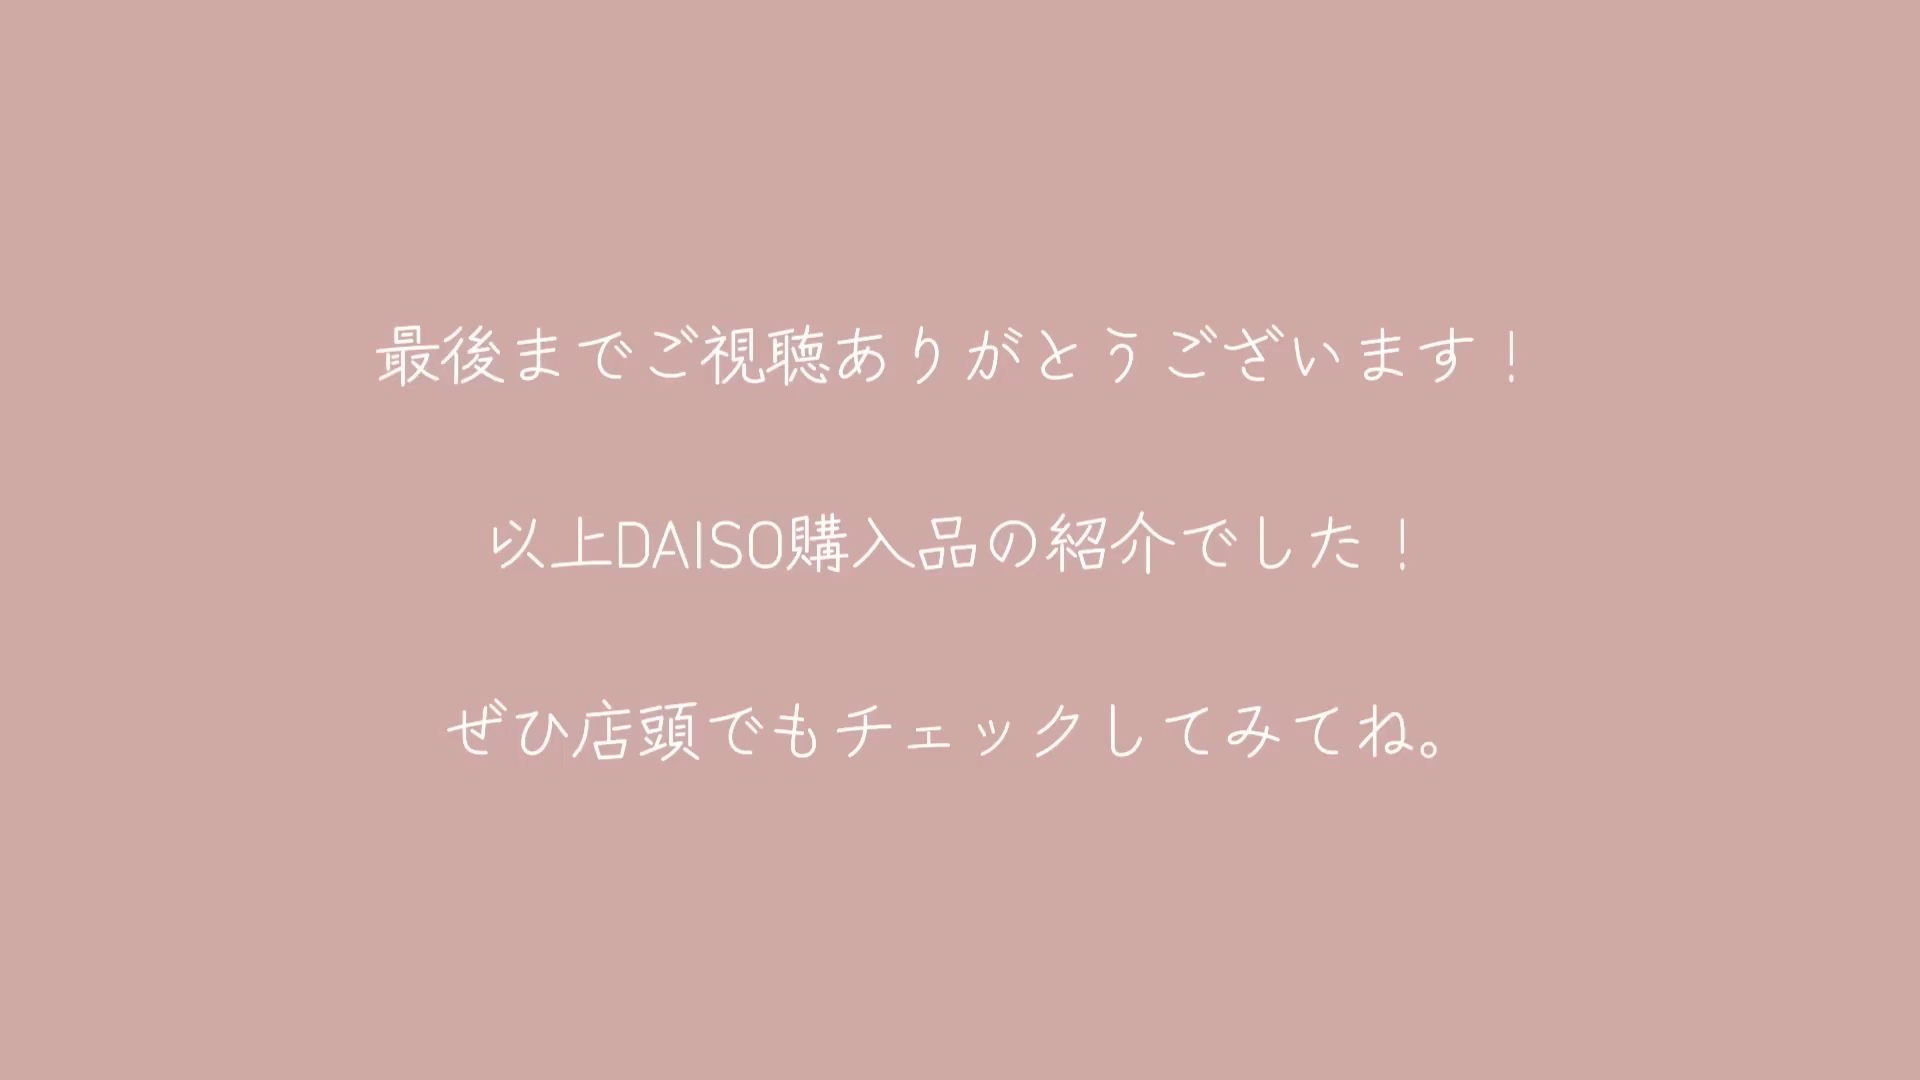 最後までご視聴ありがとうございます！
以上DAISO購入品の紹介でした！
ぜひ店頭でもチェックしてみてね。